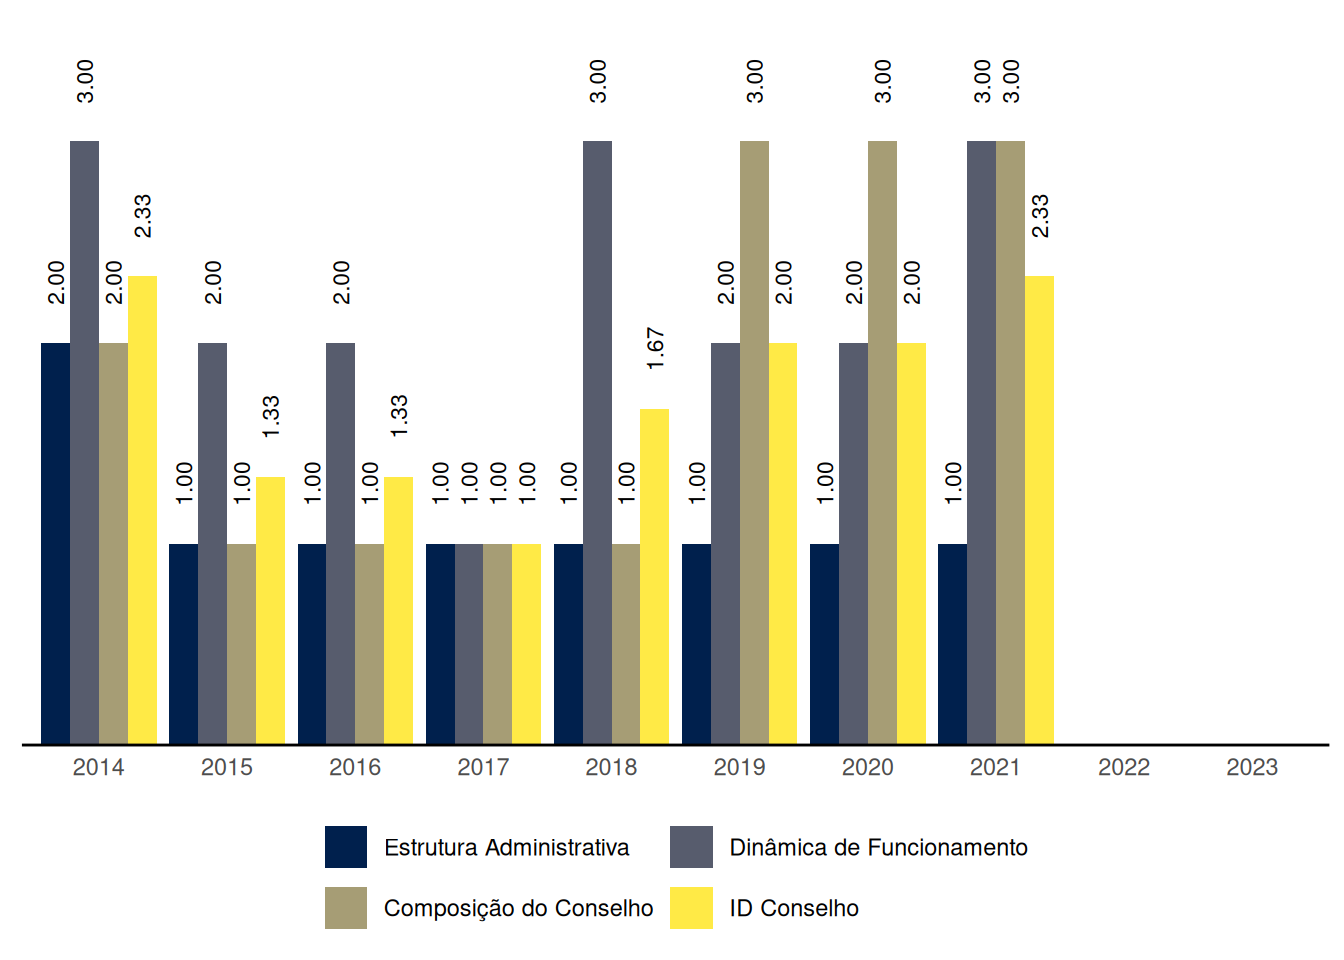 3.00 3.00 3.00 3.00 3.00 3.00
2.33 2.33
2.00 2.00 2.00 2.00 2.00 2.00 2.00 2.00
1.67
1.33 1.33
1.00 1.00 1.00 1.00 1.00 1.00 1.00 1.00 1.00 1.00 1.00 1.00 1.00
2014 2015 2016 2017 2018 2019 2020 2021 2022 2023
Estrutura Administrativa Dinâmica de Funcionamento
Composição do Conselho ID Conselho